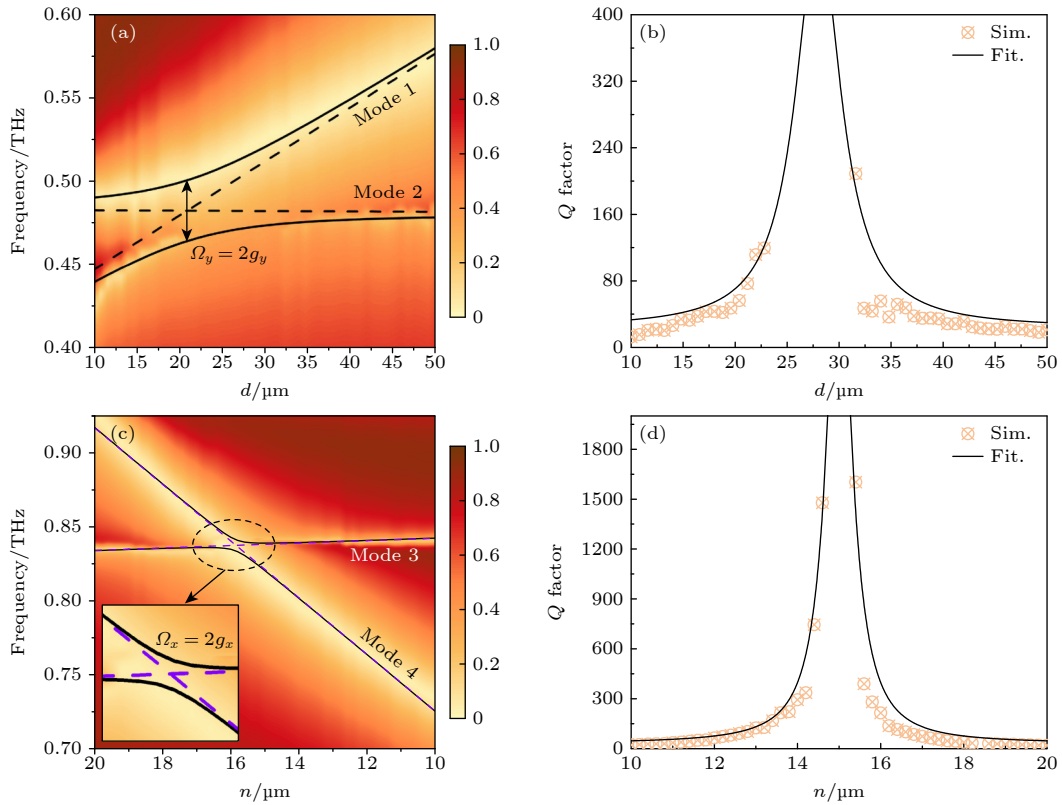 (a)
Frequency/THz
0.60
0.55
0.50
0.45
0.40
Mode 1
Mode 2
Ω_y = 2g_y
10 15 20 25 30 35 40 45 50
d/µm
1.0
0.8
0.6
0.4
0.2
0
(b)
Sim.
Fit.
Q factor
400
320
240
160
80
0
10 15 20 25 30 35 40 45 50
d/µm
(c)
Frequency/THz
0.90
0.85
0.80
0.75
0.70
Mode 3
Mode 4
Ω_x = 2g_x
20 19 18 17 16 15 14 13 12 11 10
n/µm
1.0
0.8
0.6
0.4
0.2
0
(d)
Sim.
Fit.
Q factor
1800
1500
1200
900
600
300
0
10 12 14 16 18 20
n/µm